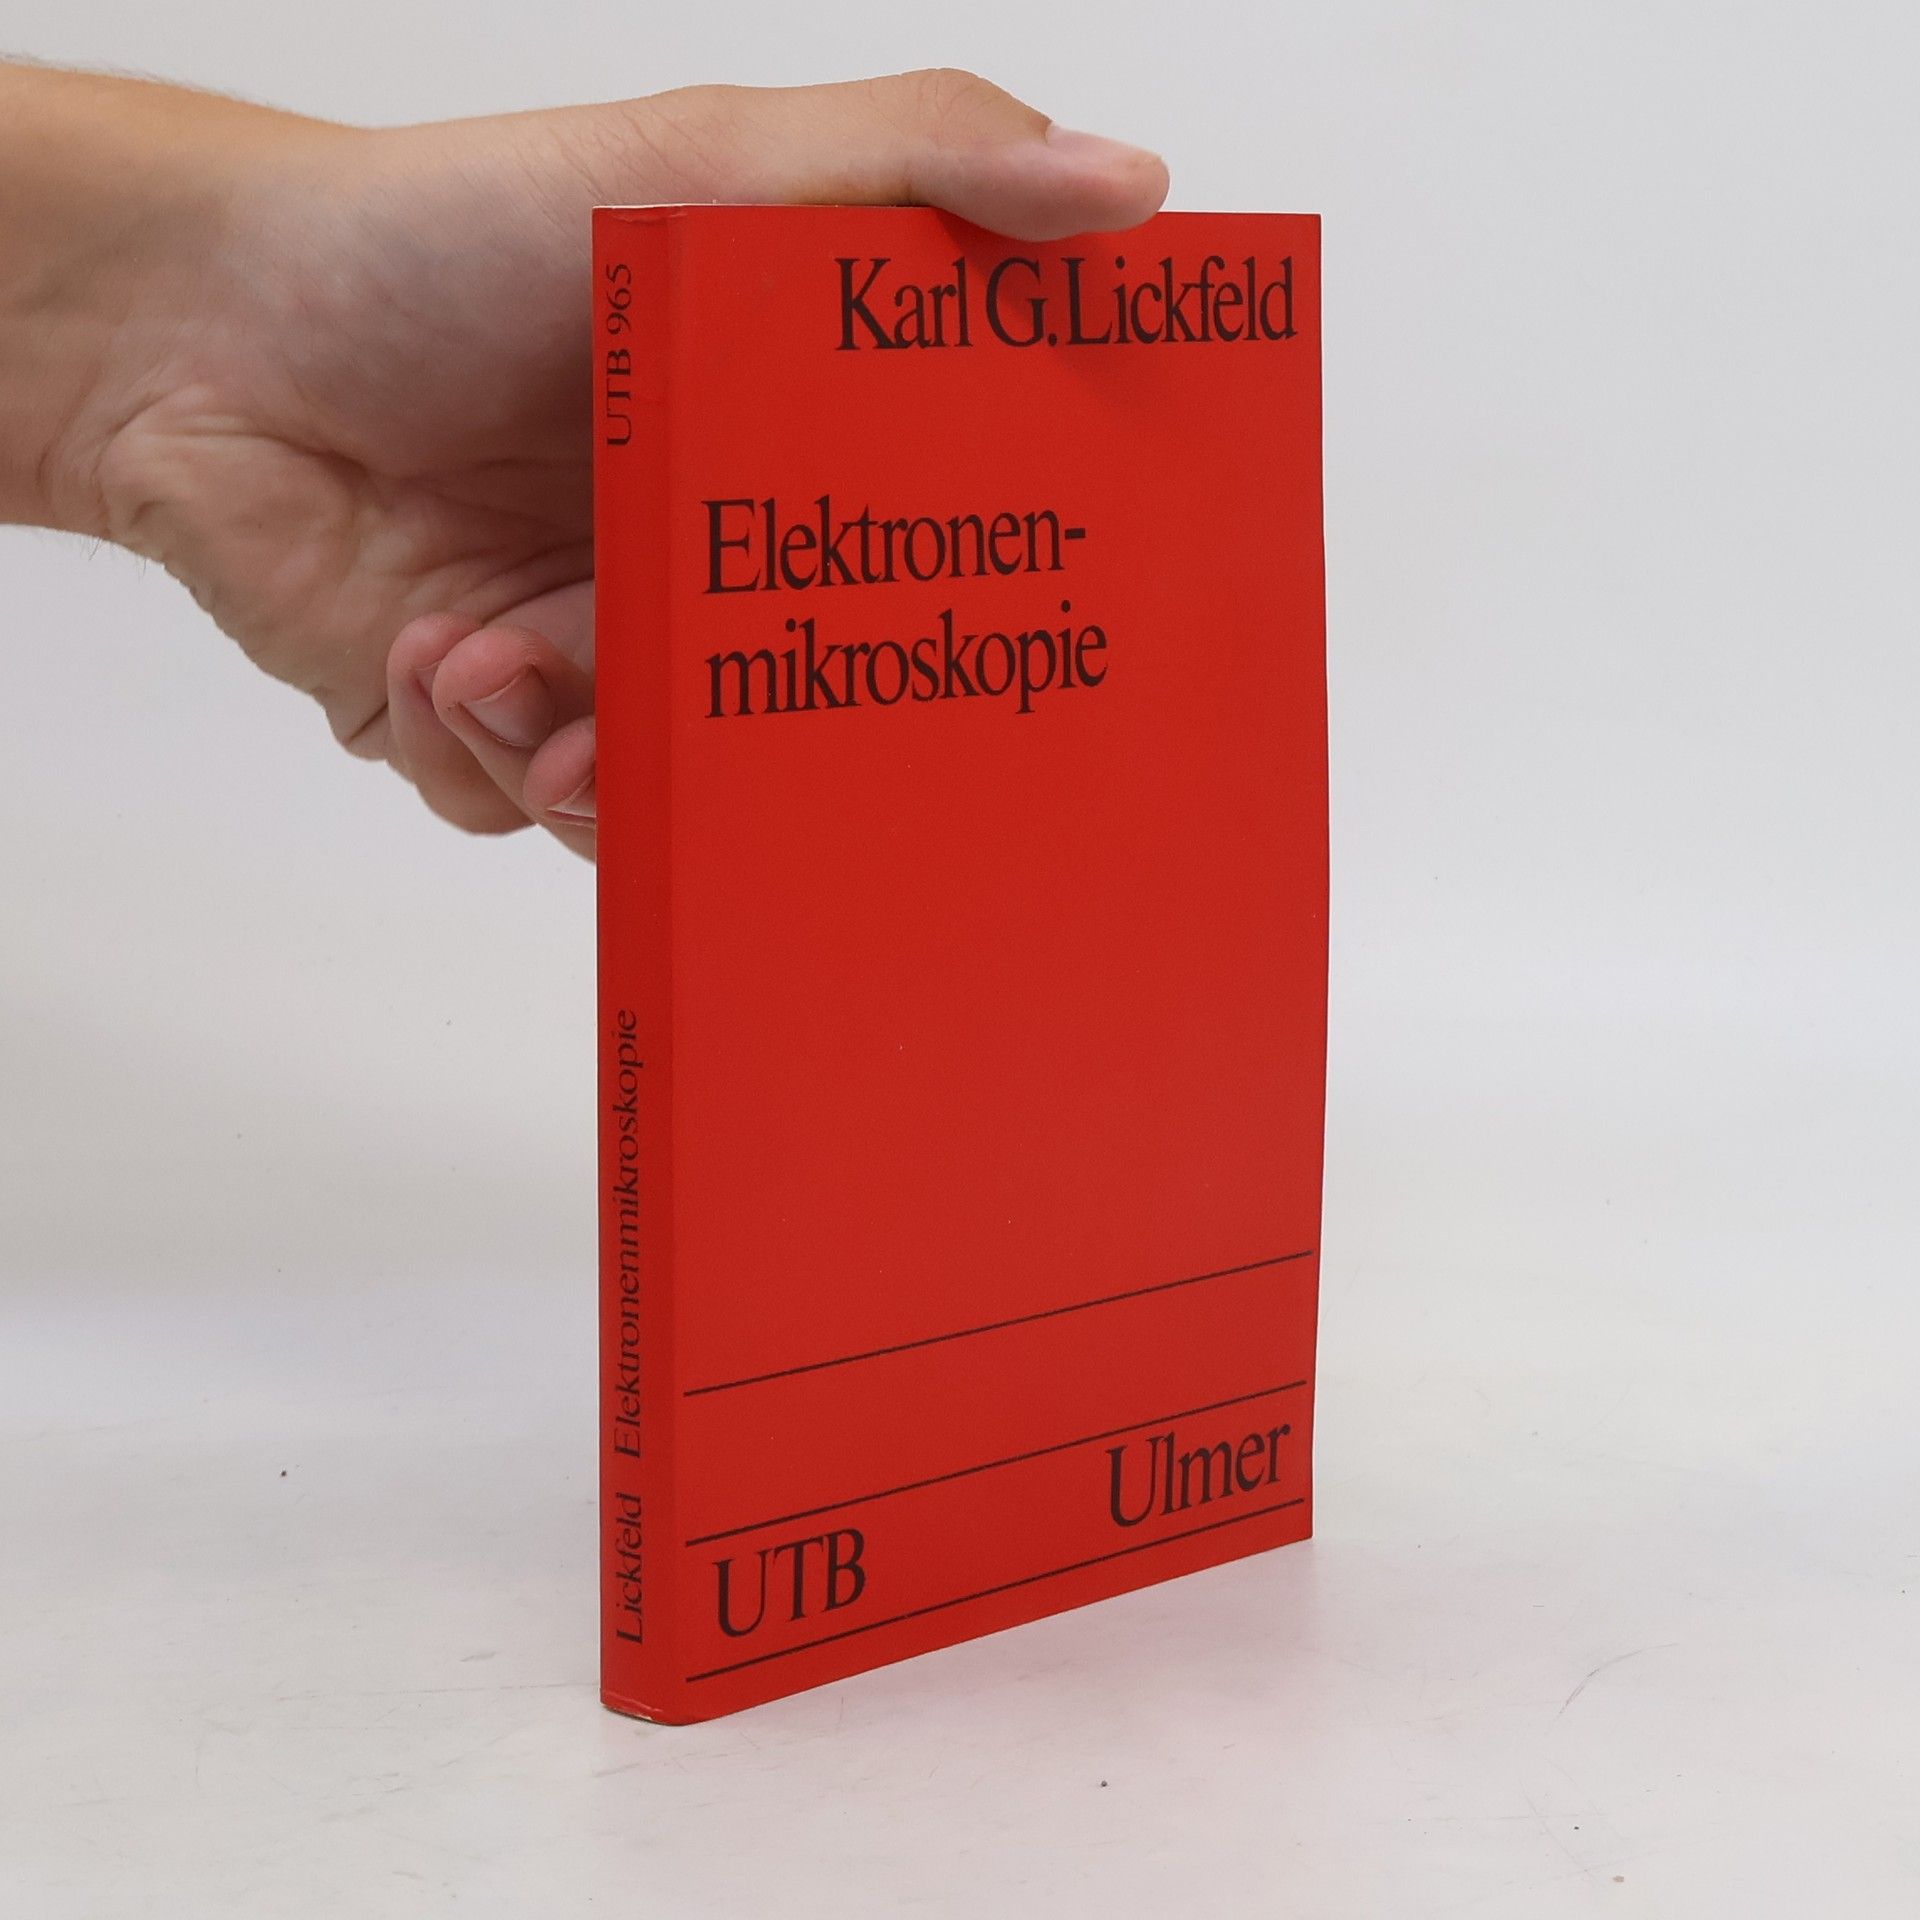 Karl G. Lickfeld
Elektronen-
mikroskopie
UTB
Ulmer
UTB 965
Lickfeld Elektronenmikroskopie